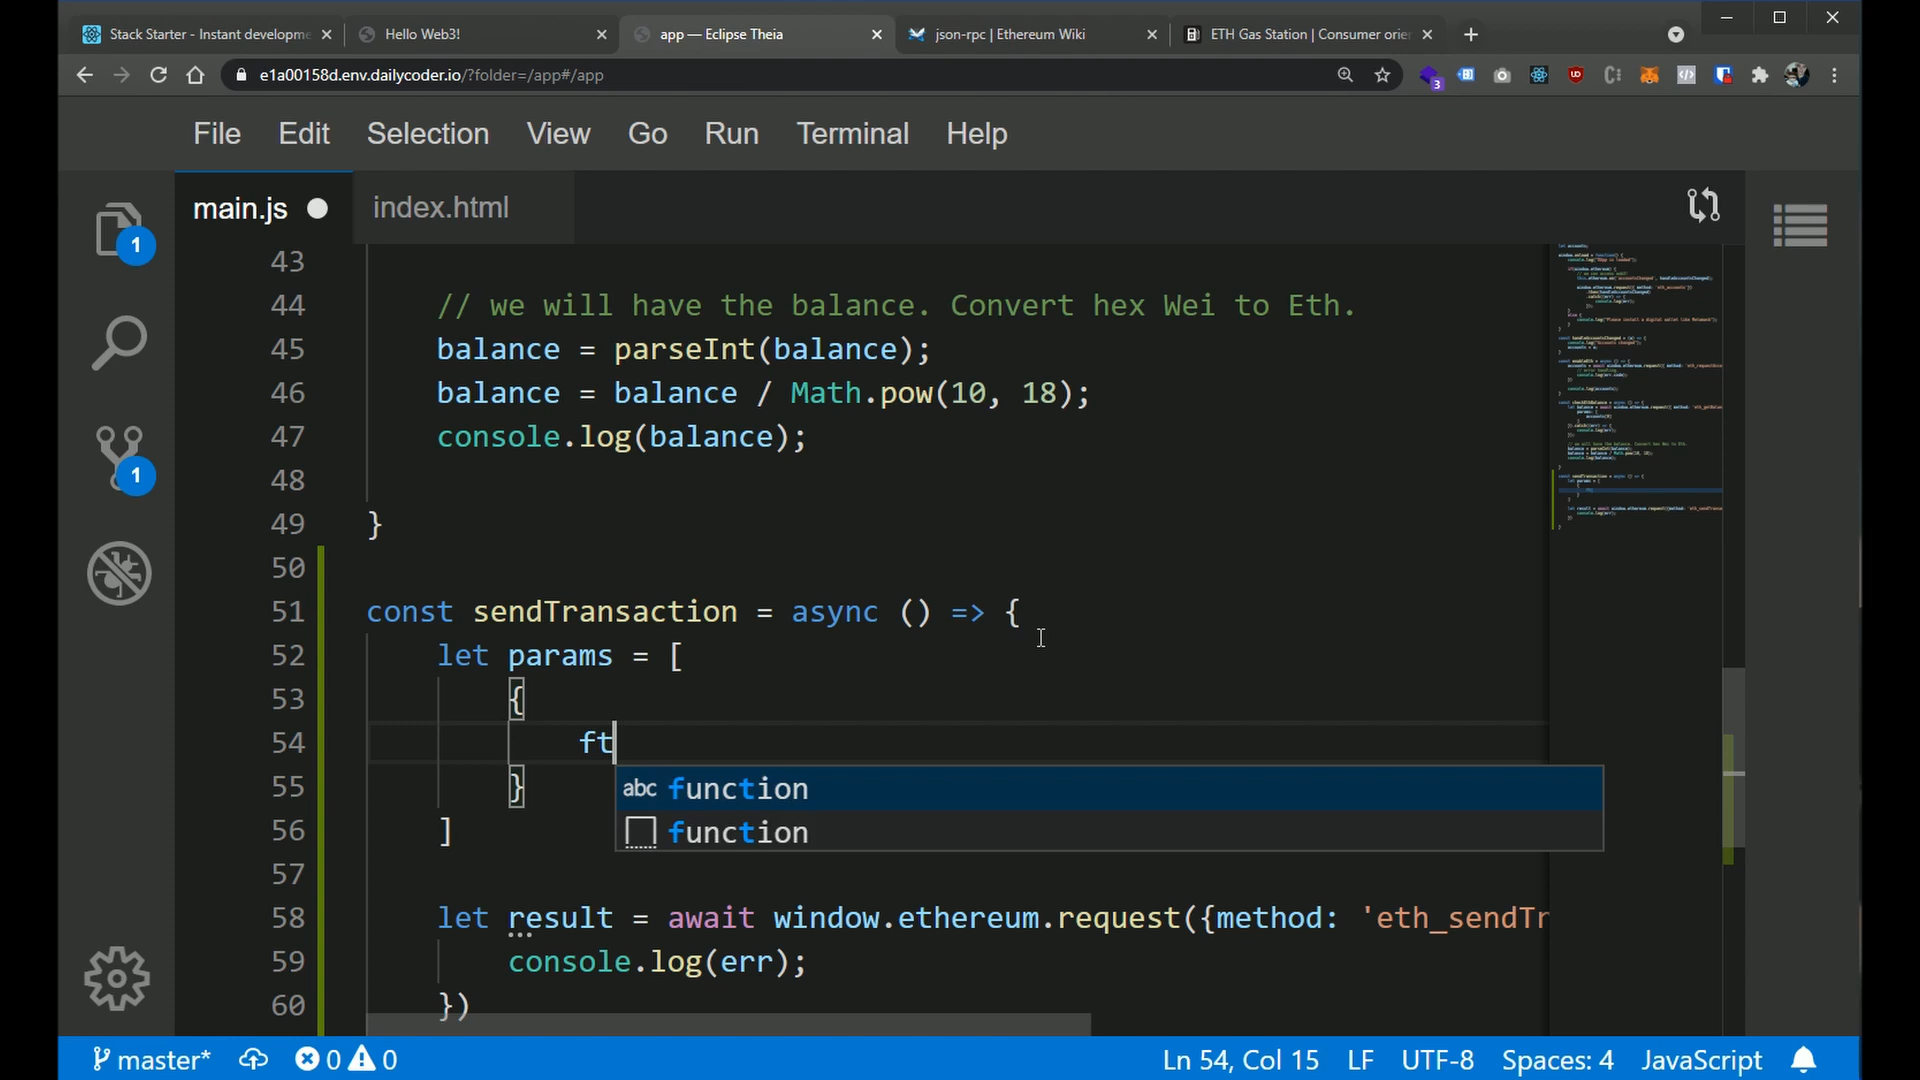 Stack Starter - Instant developme
Hello Web3!
app — Eclipse Theia
json-rpc | Ethereum Wiki
ETH Gas Station | Consumer orier
e1a00158d.env.dailycoder.io/?folder=/app#/app
3
File Edit Selection View Go Run Terminal Help
main.js
index.html
1
1
43
44 // we will have the balance. Convert hex Wei to Eth.
45 balance = parseInt(balance);
46 balance = balance / Math.pow(10, 18);
47 console.log(balance);
48
49 }
50
51 const sendTransaction = async () => {
52 let params = [
53 {
54 ft
abc function
function
55 }
56 ]
57
58 let result = await window.ethereum.request({method: 'eth_sendTr
59 console.log(err);
60 })
master* 0 0 Ln 54, Col 15 LF UTF-8 Spaces: 4 JavaScript